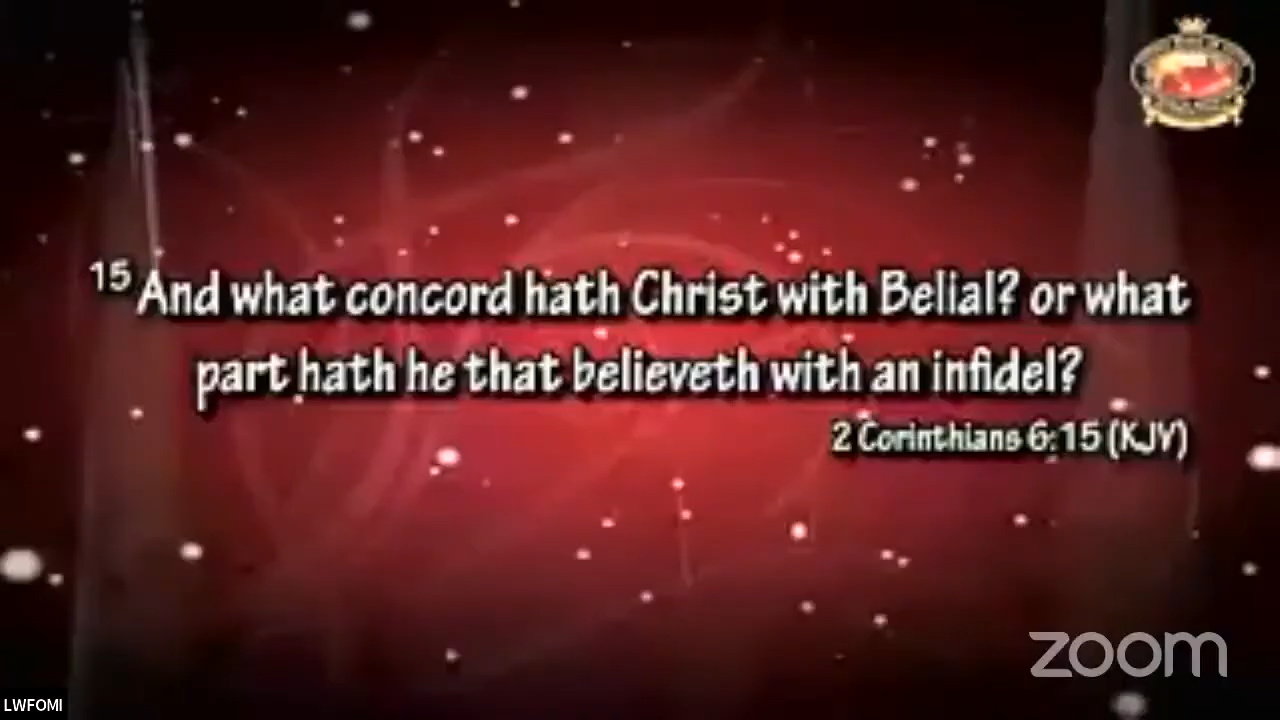 15 And what concord hath Christ with Belial? or what
part hath he that believeth with an infidel?
2 Corinthians 6:15 (KJV)
zoom
LWFOMI